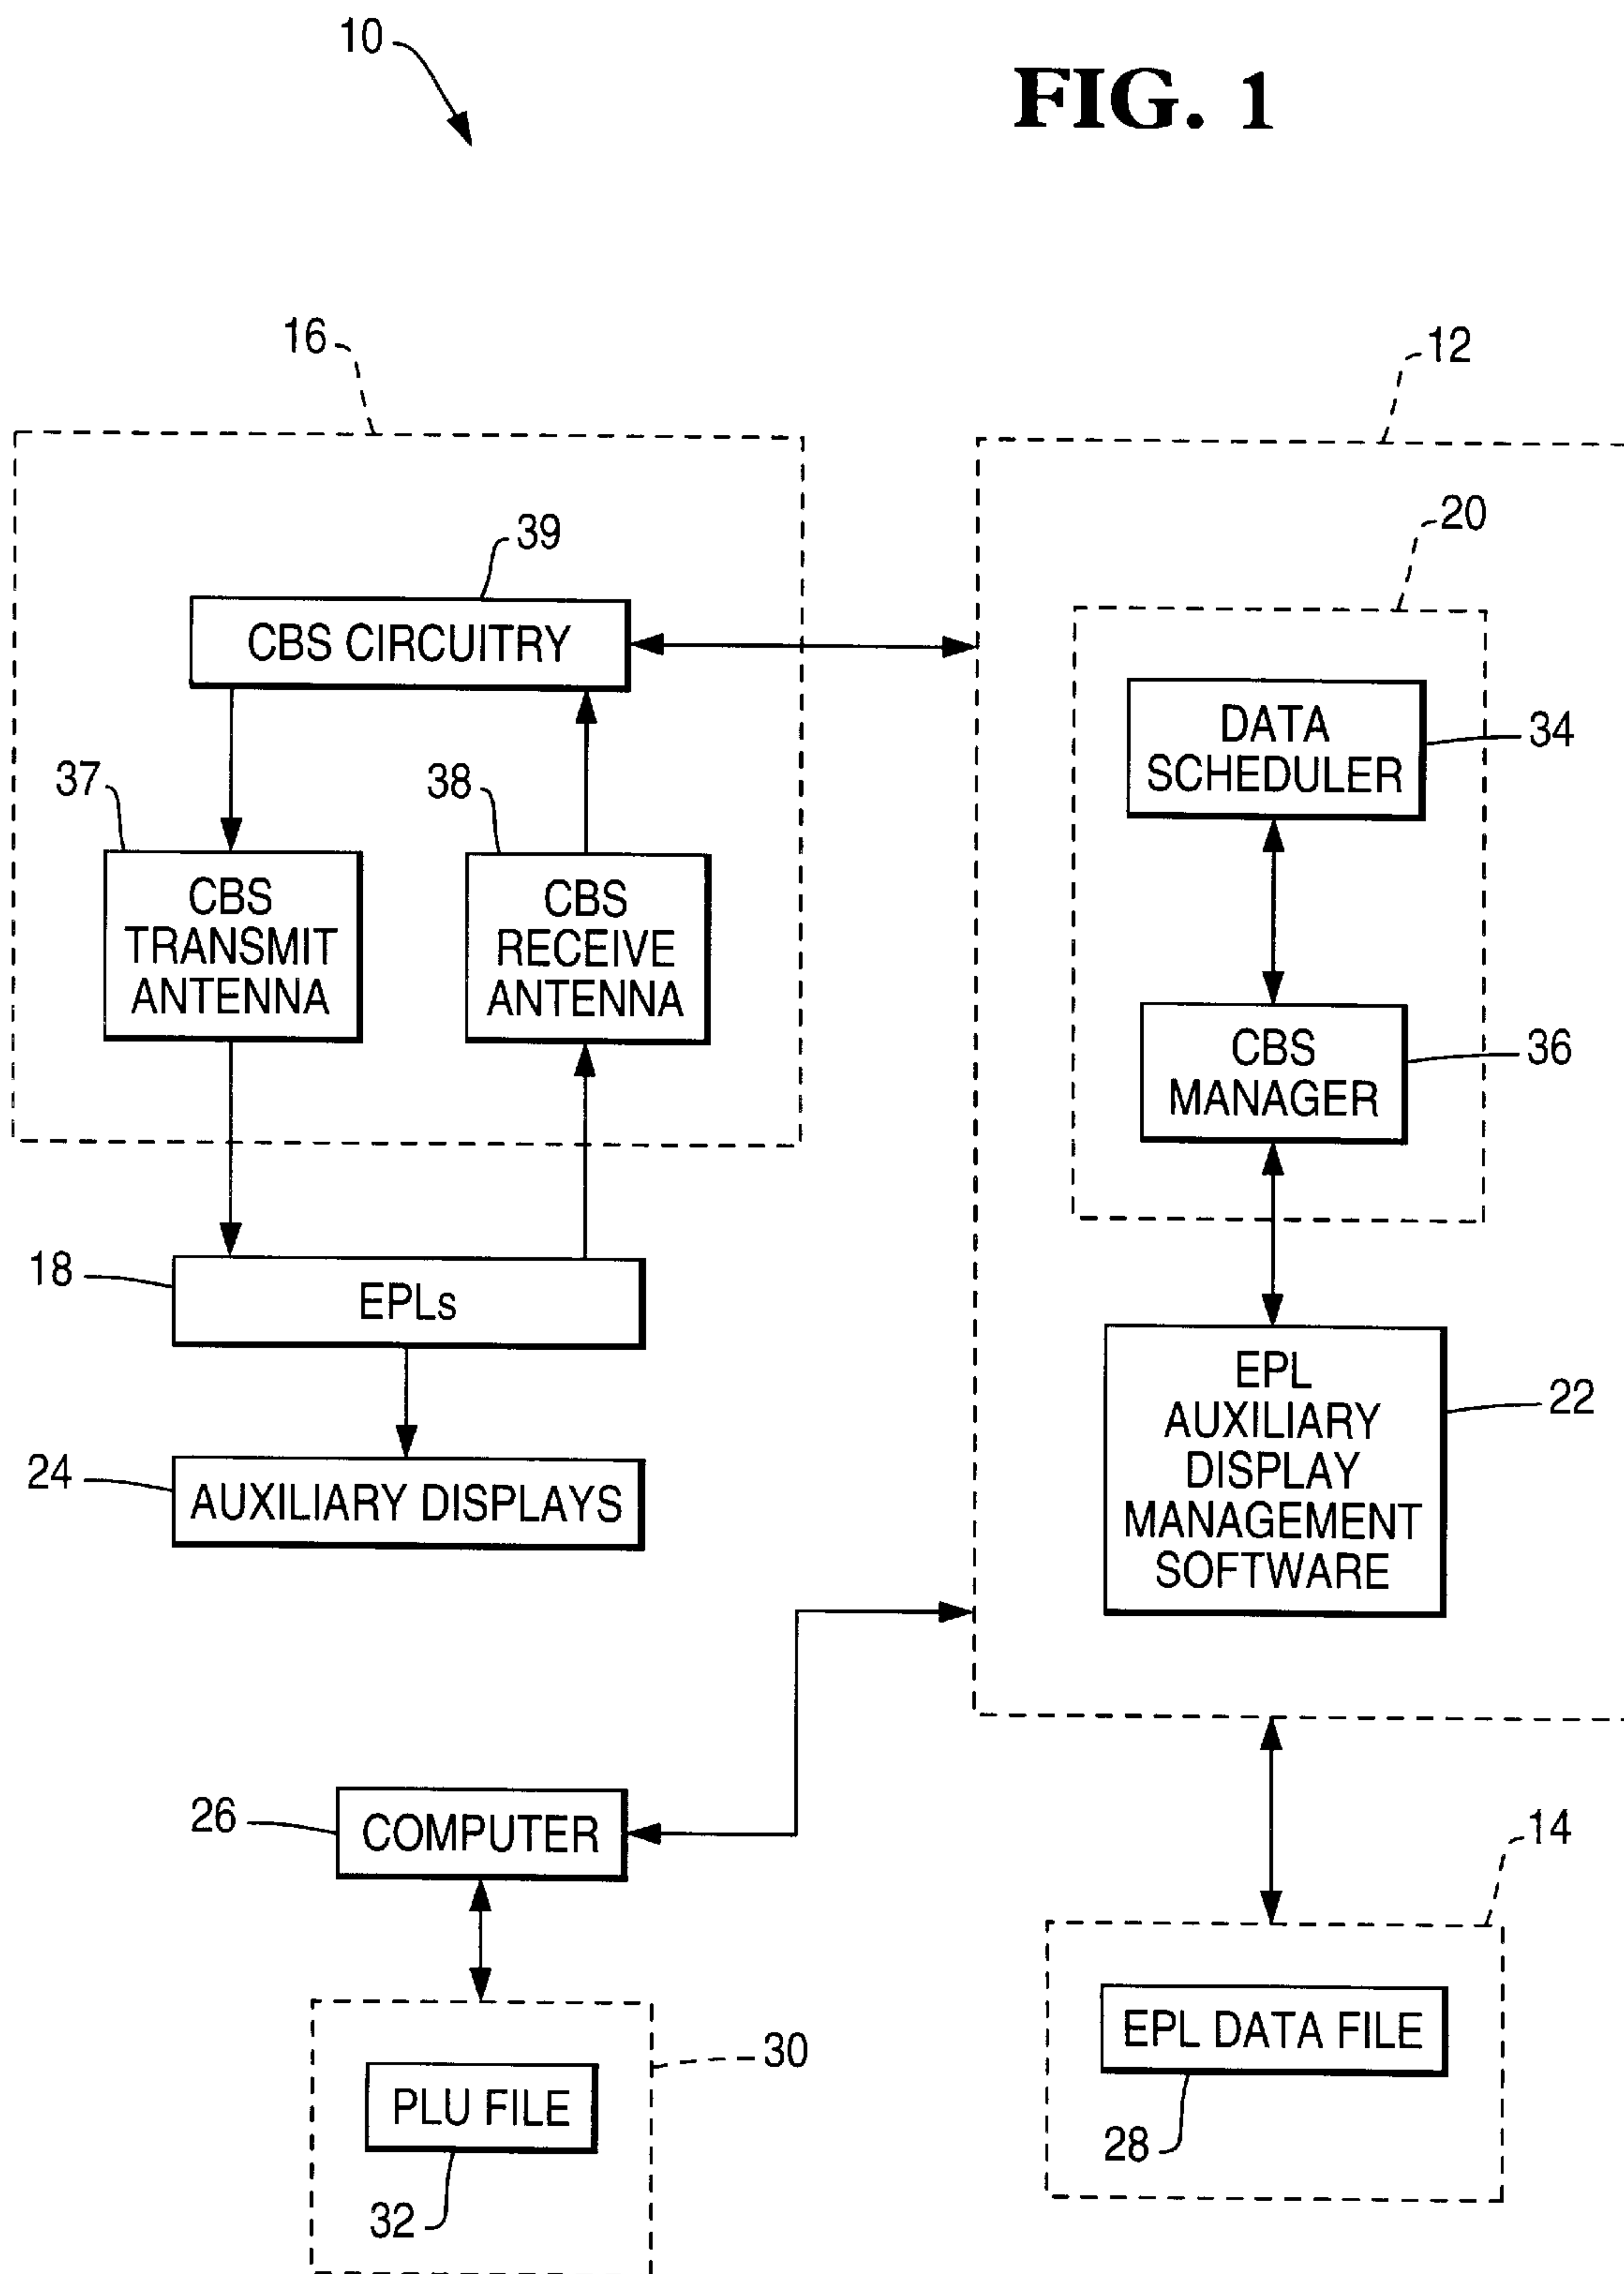 10
FIG. 1
16
12
20
39
CBS CIRCUITRY
DATA
SCHEDULER
34
37
38
CBS
TRANSMIT
ANTENNA
CBS
RECEIVE
ANTENNA
CBS
MANAGER
36
18
EPLs
EPL
AUXILIARY
DISPLAY
MANAGEMENT
SOFTWARE
22
24
AUXILIARY DISPLAYS
26
COMPUTER
14
EPL DATA FILE
28
30
PLU FILE
32